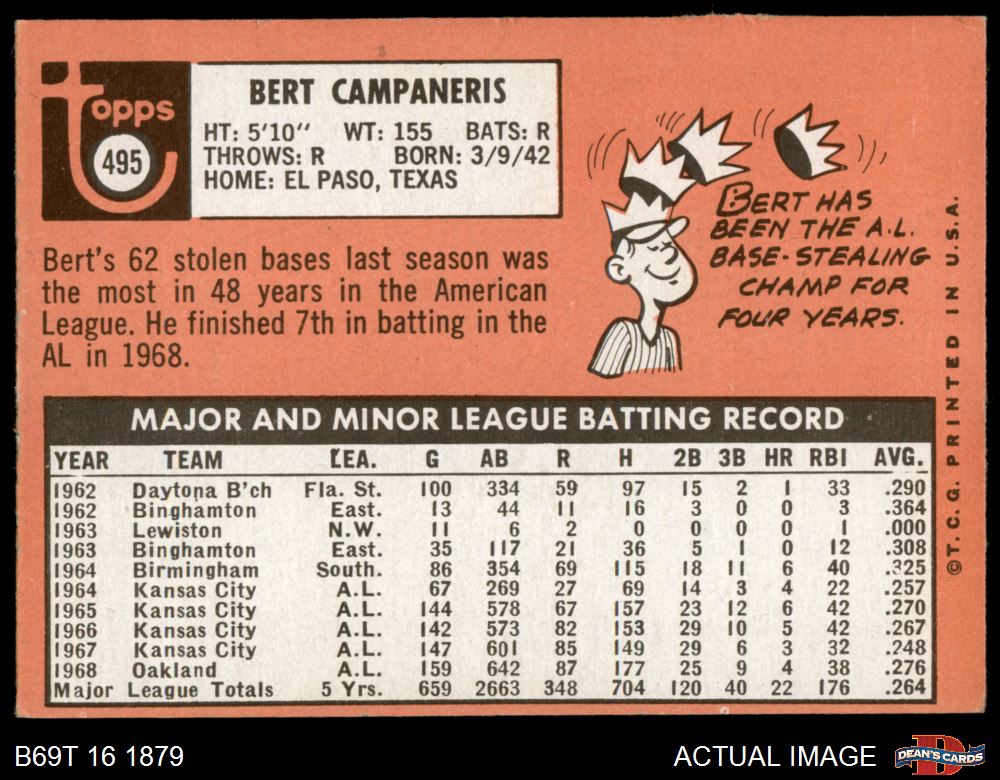 topps
495
BERT CAMPANERIS
HT: 5'10" WT: 155 BATS: R
THROWS: R BORN: 3/9/42
HOME: EL PASO, TEXAS
Bert's 62 stolen bases last season was
the most in 48 years in the American
League. He finished 7th in batting in the
AL in 1968.
BERT HAS
BEEN THE A.L.
BASE-STEALING
CHAMP FOR
FOUR YEARS.
MAJOR AND MINOR LEAGUE BATTING RECORD
YEAR TEAM LEA. G AB R H 2B 3B HR RBI AVG.
1962 Daytona B'ch Fla. St. 100 334 59 97 15 2 1 33 .290
1962 Binghamton East. 13 44 11 16 3 0 0 3 .364
1963 Lewiston N.W. 11 6 2 0 0 0 0 1 .000
1963 Binghamton East. 35 117 21 36 5 1 0 12 .308
1964 Birmingham South. 86 354 69 115 18 11 6 40 .325
1964 Kansas City A.L. 67 269 27 69 14 3 4 22 .257
1965 Kansas City A.L. 144 578 67 157 23 12 6 42 .270
1966 Kansas City A.L. 142 573 82 153 29 10 5 42 .267
1967 Kansas City A.L. 147 601 85 149 29 6 3 32 .248
1968 Oakland A.L. 159 642 87 177 25 9 4 38 .276
Major League Totals 5 Yrs. 659 2663 348 704 120 40 22 176 .264
©T.C.G. PRINTED IN U.S.A.
B69T 16 1879
ACTUAL IMAGE
D
DEAN'S CARDS